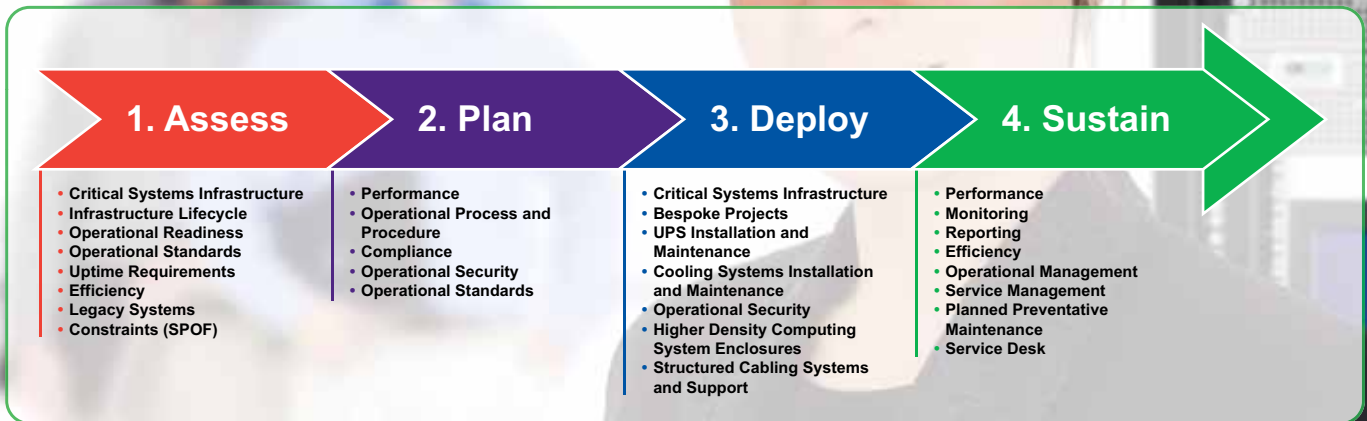 1. Assess
• Critical Systems Infrastructure
• Infrastructure Lifecycle
• Operational Readiness
• Operational Standards
• Uptime Requirements
• Efficiency
• Legacy Systems
• Constraints (SPOF)
2. Plan
• Performance
• Operational Process and
Procedure
• Compliance
• Operational Security
• Operational Standards
3. Deploy
• Critical Systems Infrastructure
• Bespoke Projects
• UPS Installation and
Maintenance
• Cooling Systems Installation
and Maintenance
• Operational Security
• Higher Density Computing
System Enclosures
• Structured Cabling Systems
and Support
4. Sustain
• Performance
• Monitoring
• Reporting
• Efficiency
• Operational Management
• Service Management
• Planned Preventative
Maintenance
• Service Desk